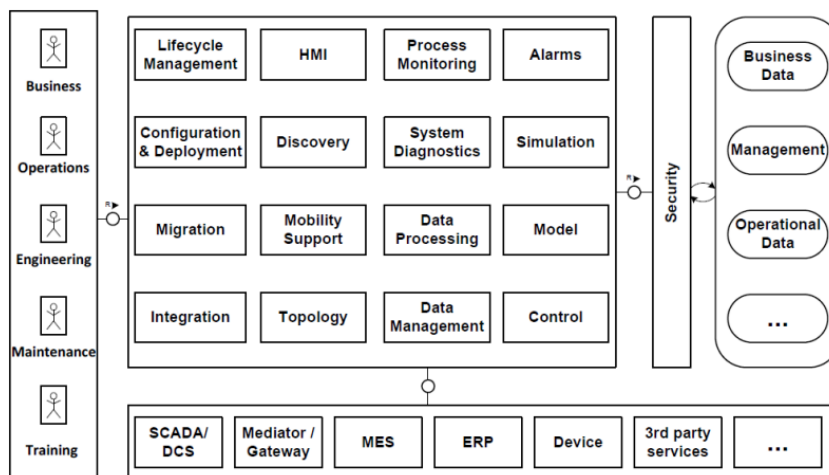 Business
Operations
Engineering
Maintenance
Training
Lifecycle
Management
HMI
Process
Monitoring
Alarms
Configuration
& Deployment
Discovery
System
Diagnostics
Simulation
Migration
Mobility
Support
Data
Processing
Model
Integration
Topology
Data
Management
Control
R
R
Security
Business
Data
Management
Operational
Data
...
SCADA/
DCS
Mediator /
Gateway
MES
ERP
Device
3rd party
services
...